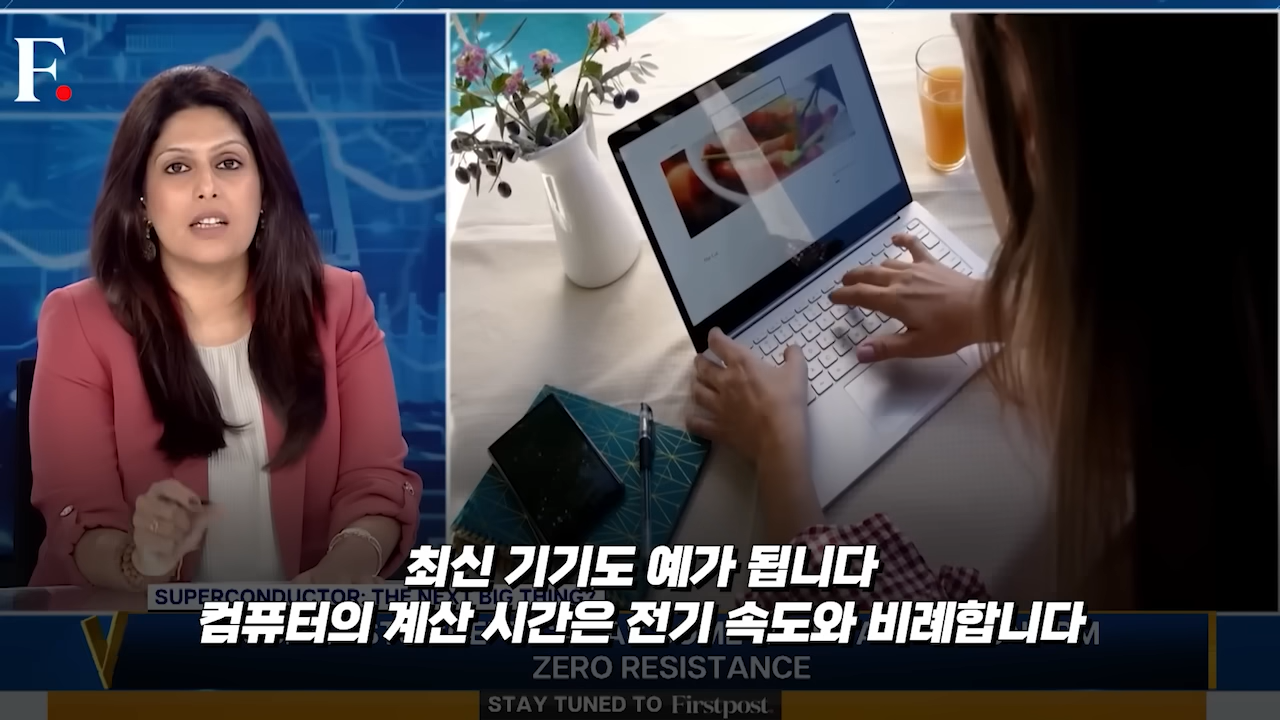 F.
최신 기기도 예가 됩니다
SUPERCONDUCTOR: THE NEXT BIG THING?
컴퓨터의 계산 시간은 전기 속도와 비례합니다
ZERO RESISTANCE
STAY TUNED TO Firstpost.